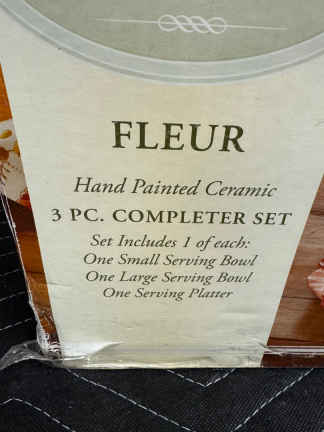 FLEUR
Hand Painted Ceramic
3 PC. COMPLETER SET
Set Includes 1 of each:
One Small Serving Bowl
One Large Serving Bowl
One Serving Platter